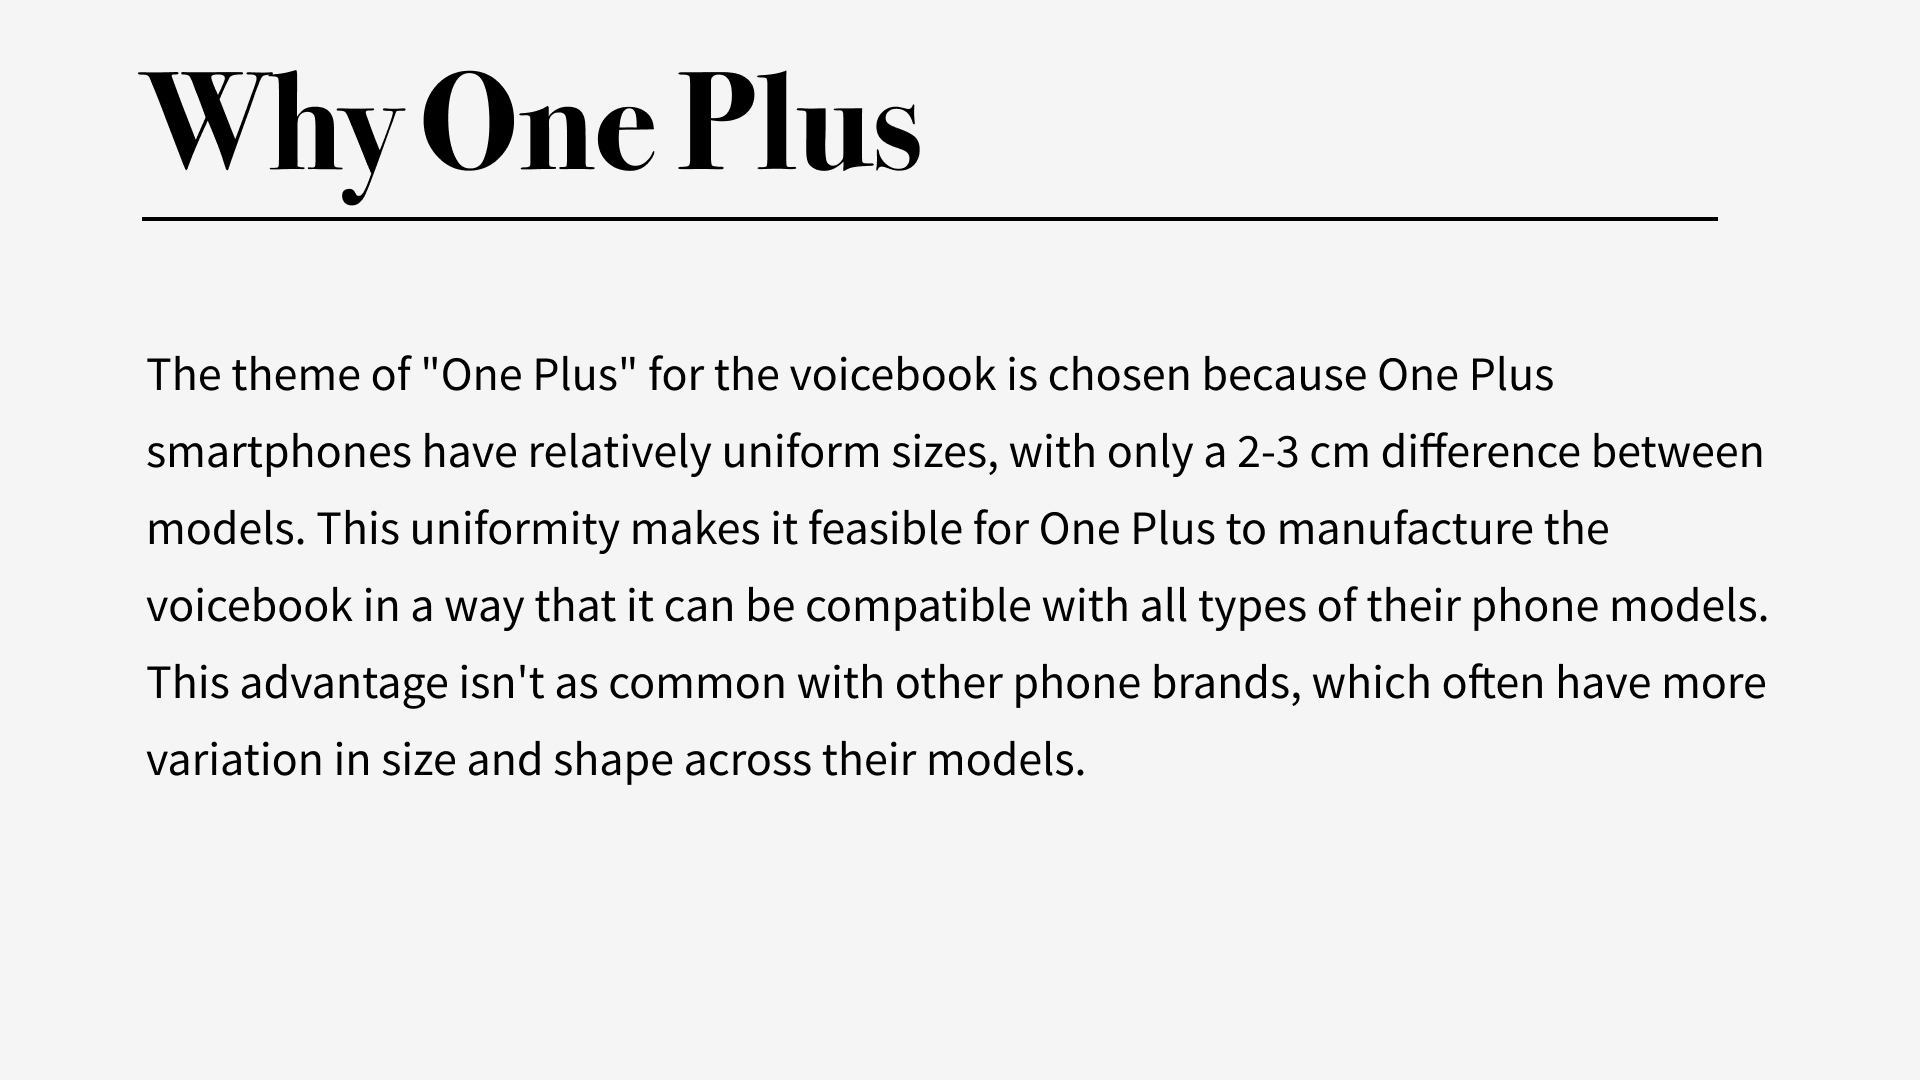 Why One Plus
The theme of "One Plus" for the voicebook is chosen because One Plus
smartphones have relatively uniform sizes, with only a 2-3 cm difference between
models. This uniformity makes it feasible for One Plus to manufacture the
voicebook in a way that it can be compatible with all types of their phone models.
This advantage isn't as common with other phone brands, which often have more
variation in size and shape across their models.